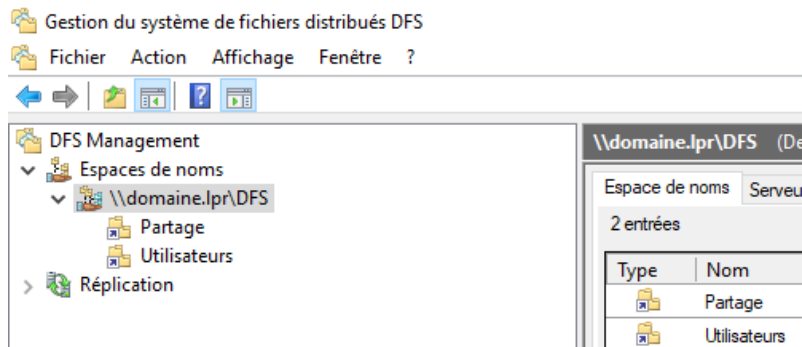 Gestion du système de fichiers distribués DFS
Fichier Action Affichage Fenêtre ?
DFS Management
Espaces de noms
\\domaine.lpr\DFS
Partage
Utilisateurs
Réplication
\\domaine.lpr\DFS
Espace de noms
2 entrées
Type Nom
Partage
Utilisateurs